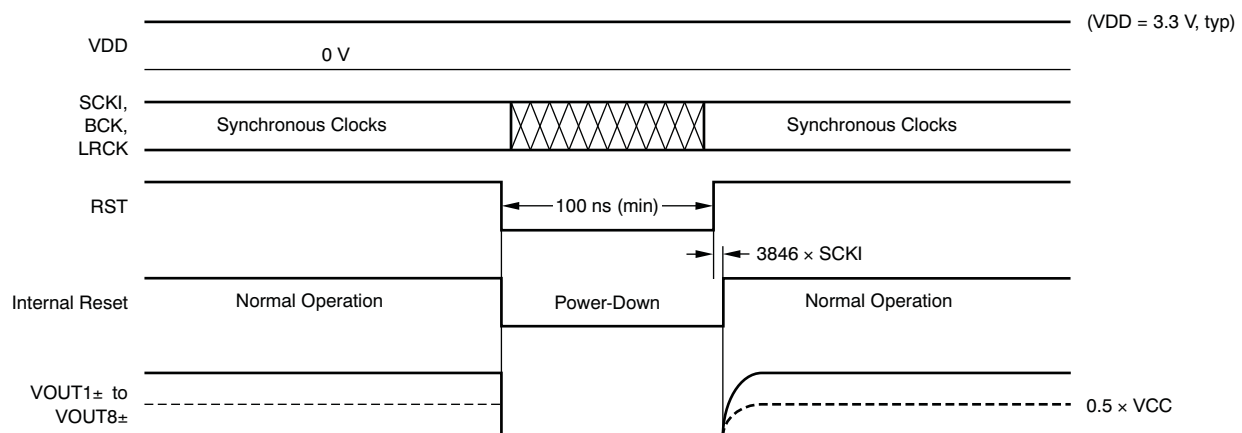 (VDD = 3.3 V, typ)
VDD
0 V
SCKI,
BCK,
LRCK
Synchronous Clocks
Synchronous Clocks
RST
100 ns (min)
3846 × SCKI
Internal Reset
Normal Operation
Power-Down
Normal Operation
VOUT1± to
VOUT8±
0.5 × VCC